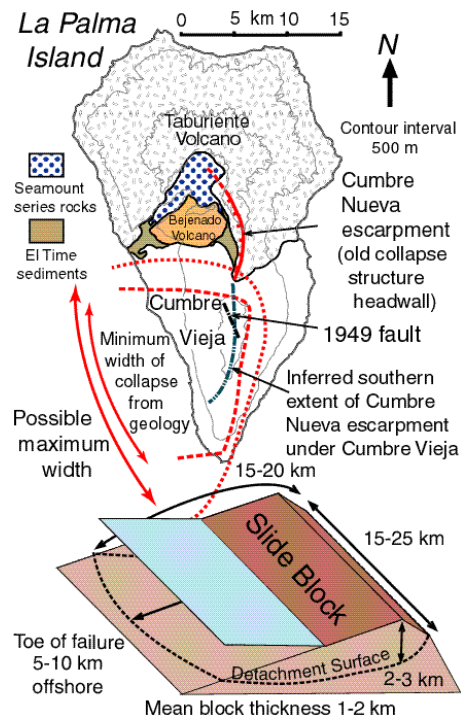 La Palma
Island
0 5 km 10 15
N
Contour interval
500 m
Taburiente
Volcano
Seamount
series rocks
El Time
sediments
Bejenado
Volcano
Cumbre
Nueva
escarpment
(old collapse
structure
headwall)
Cumbre
Vieja
1949 fault
Minimum
width of
collapse
from
geology
Possible
maximum
width
Inferred southern
extent of Cumbre
Nueva escarpment
under Cumbre Vieja
15-20 km
15-25 km
Slide Block
Toe of failure
5-10 km
offshore
Detachment Surface
2-3 km
Mean block thickness 1-2 km